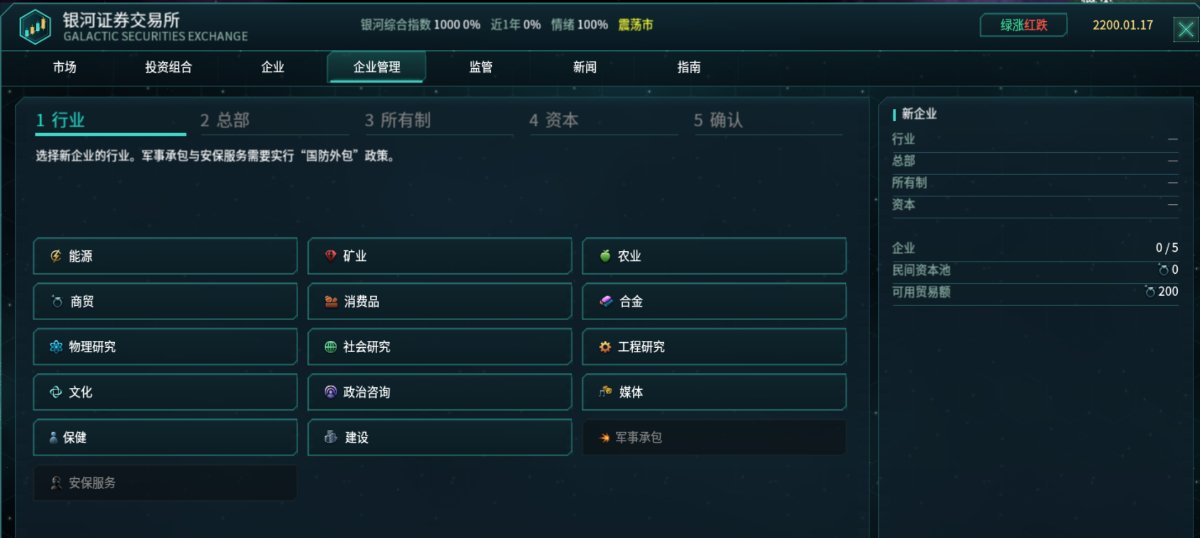 银河证券交易所
GALACTIC SECURITIES EXCHANGE
银河综合指数 1000 0% 近1年 0% 情绪 100% 震荡市
绿涨红跌
2200.01.17
市场 投资组合 企业 企业管理 监管 新闻 指南
1 行业 2 总部 3 所有制 4 资本 5 确认
选择新企业的行业。军事承包与安保服务需要实行“国防外包”政策。
能源 矿业 农业
商贸 消费品 合金
物理研究 社会研究 工程研究
文化 政治咨询 媒体
保健 建设 军事承包
安保服务
新企业
行业 —
总部 —
所有制 —
资本 —
企业 0 / 5
民间资本池 0
可用贸易额 200